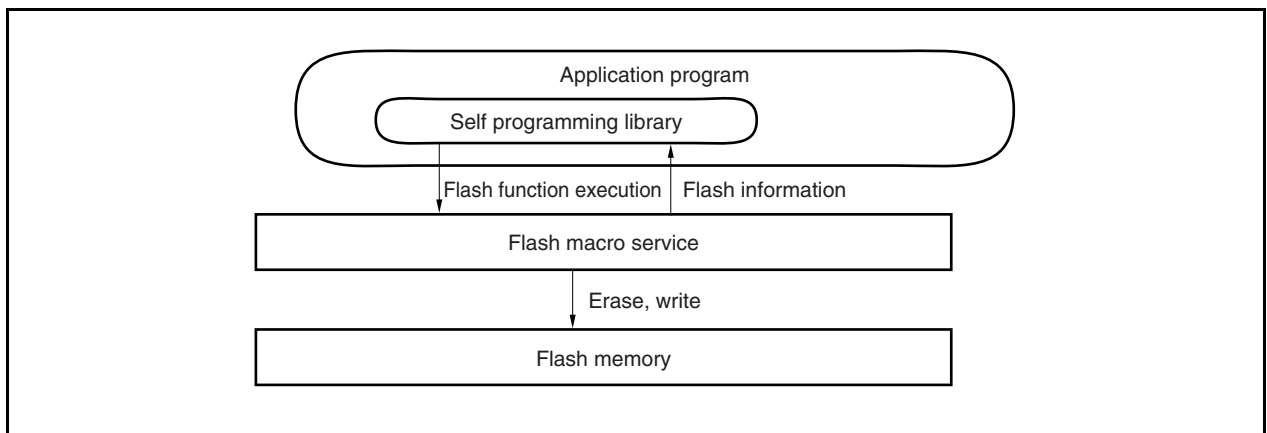 Application program
Self programming library
Flash function execution
Flash information
Flash macro service
Erase, write
Flash memory